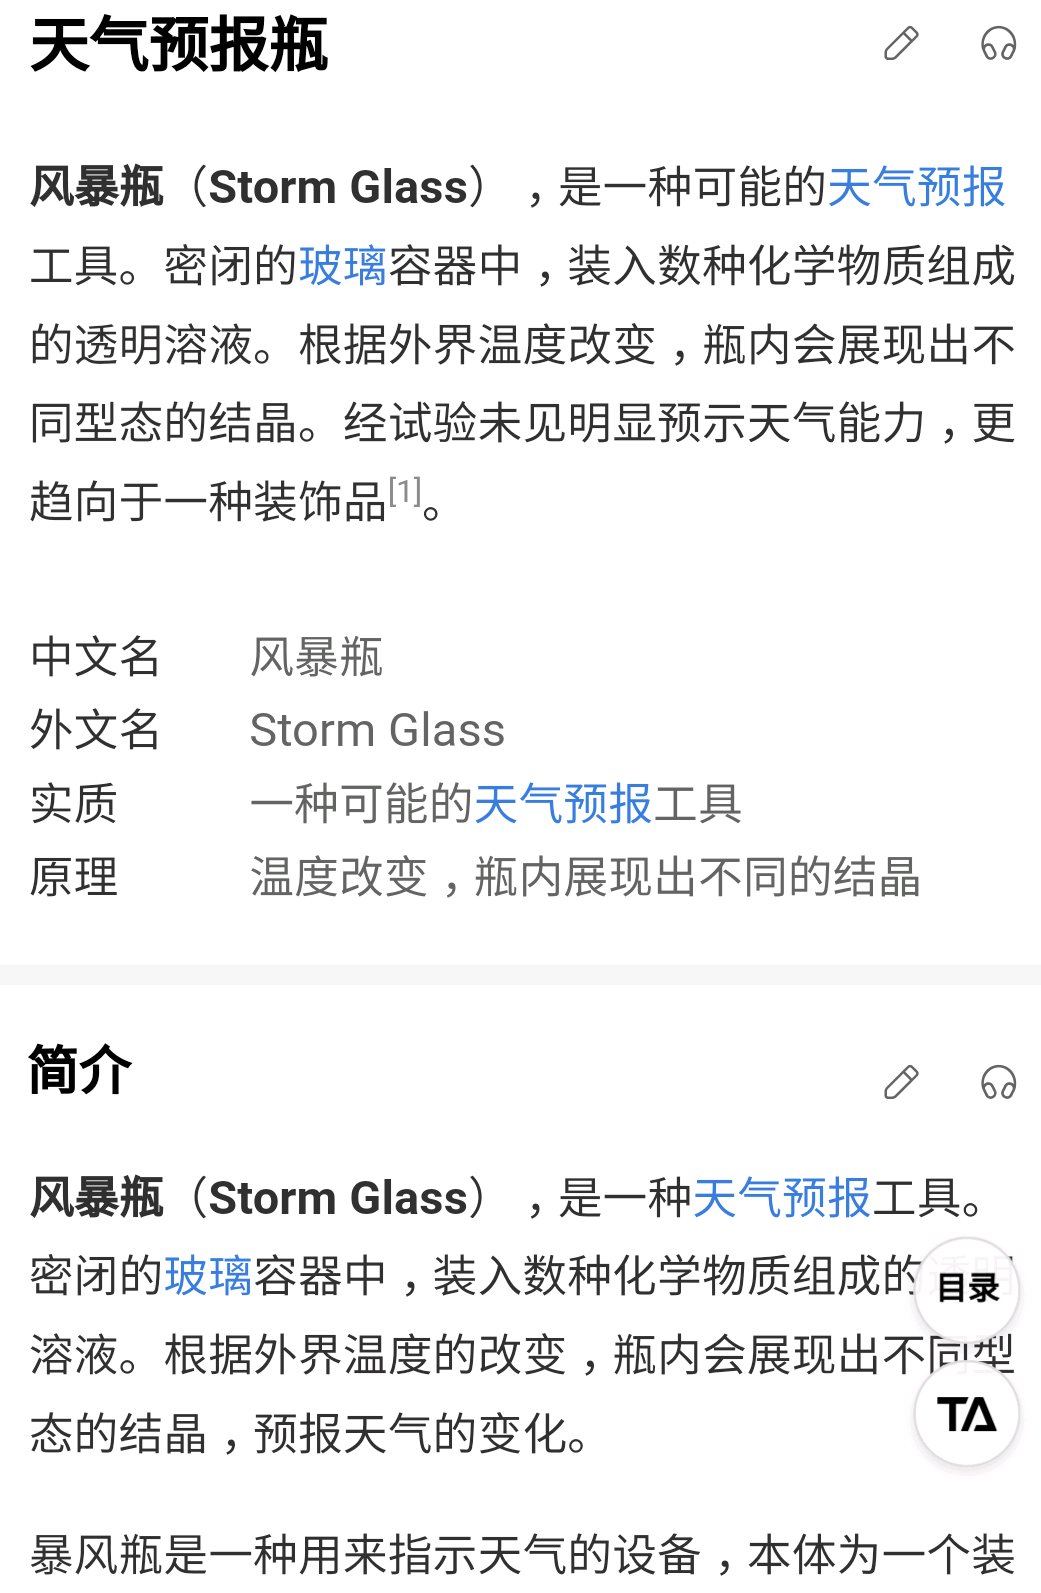 天气预报瓶
风暴瓶（Storm Glass），是一种可能的天气预报
工具。密闭的玻璃容器中，装入数种化学物质组成
的透明溶液。根据外界温度改变，瓶内会展现出不
同型态的结晶。经试验未见明显预示天气能力，更
趋向于一种装饰品[1]。
中文名 风暴瓶
外文名 Storm Glass
实质 一种可能的天气预报工具
原理 温度改变，瓶内展现出不同的结晶
简介
风暴瓶（Storm Glass），是一种天气预报工具。
密闭的玻璃容器中，装入数种化学物质组成的透明
目录
溶液。根据外界温度的改变，瓶内会展现出不同型
态的结晶，预报天气的变化。
TA
暴风瓶是一种用来指示天气的设备，本体为一个装